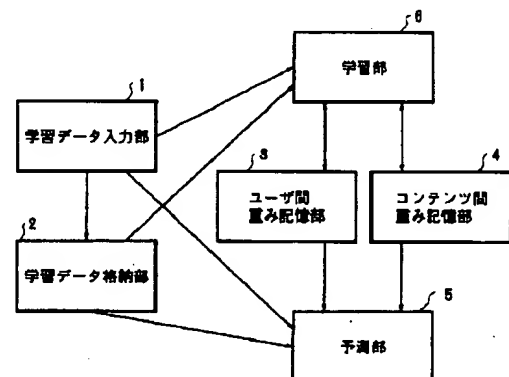 6
学習部
1
学習データ入力部
3
ユーザ間
重み記憶部
4
コンテンツ間
重み記憶部
2
学習データ格納部
5
予測部